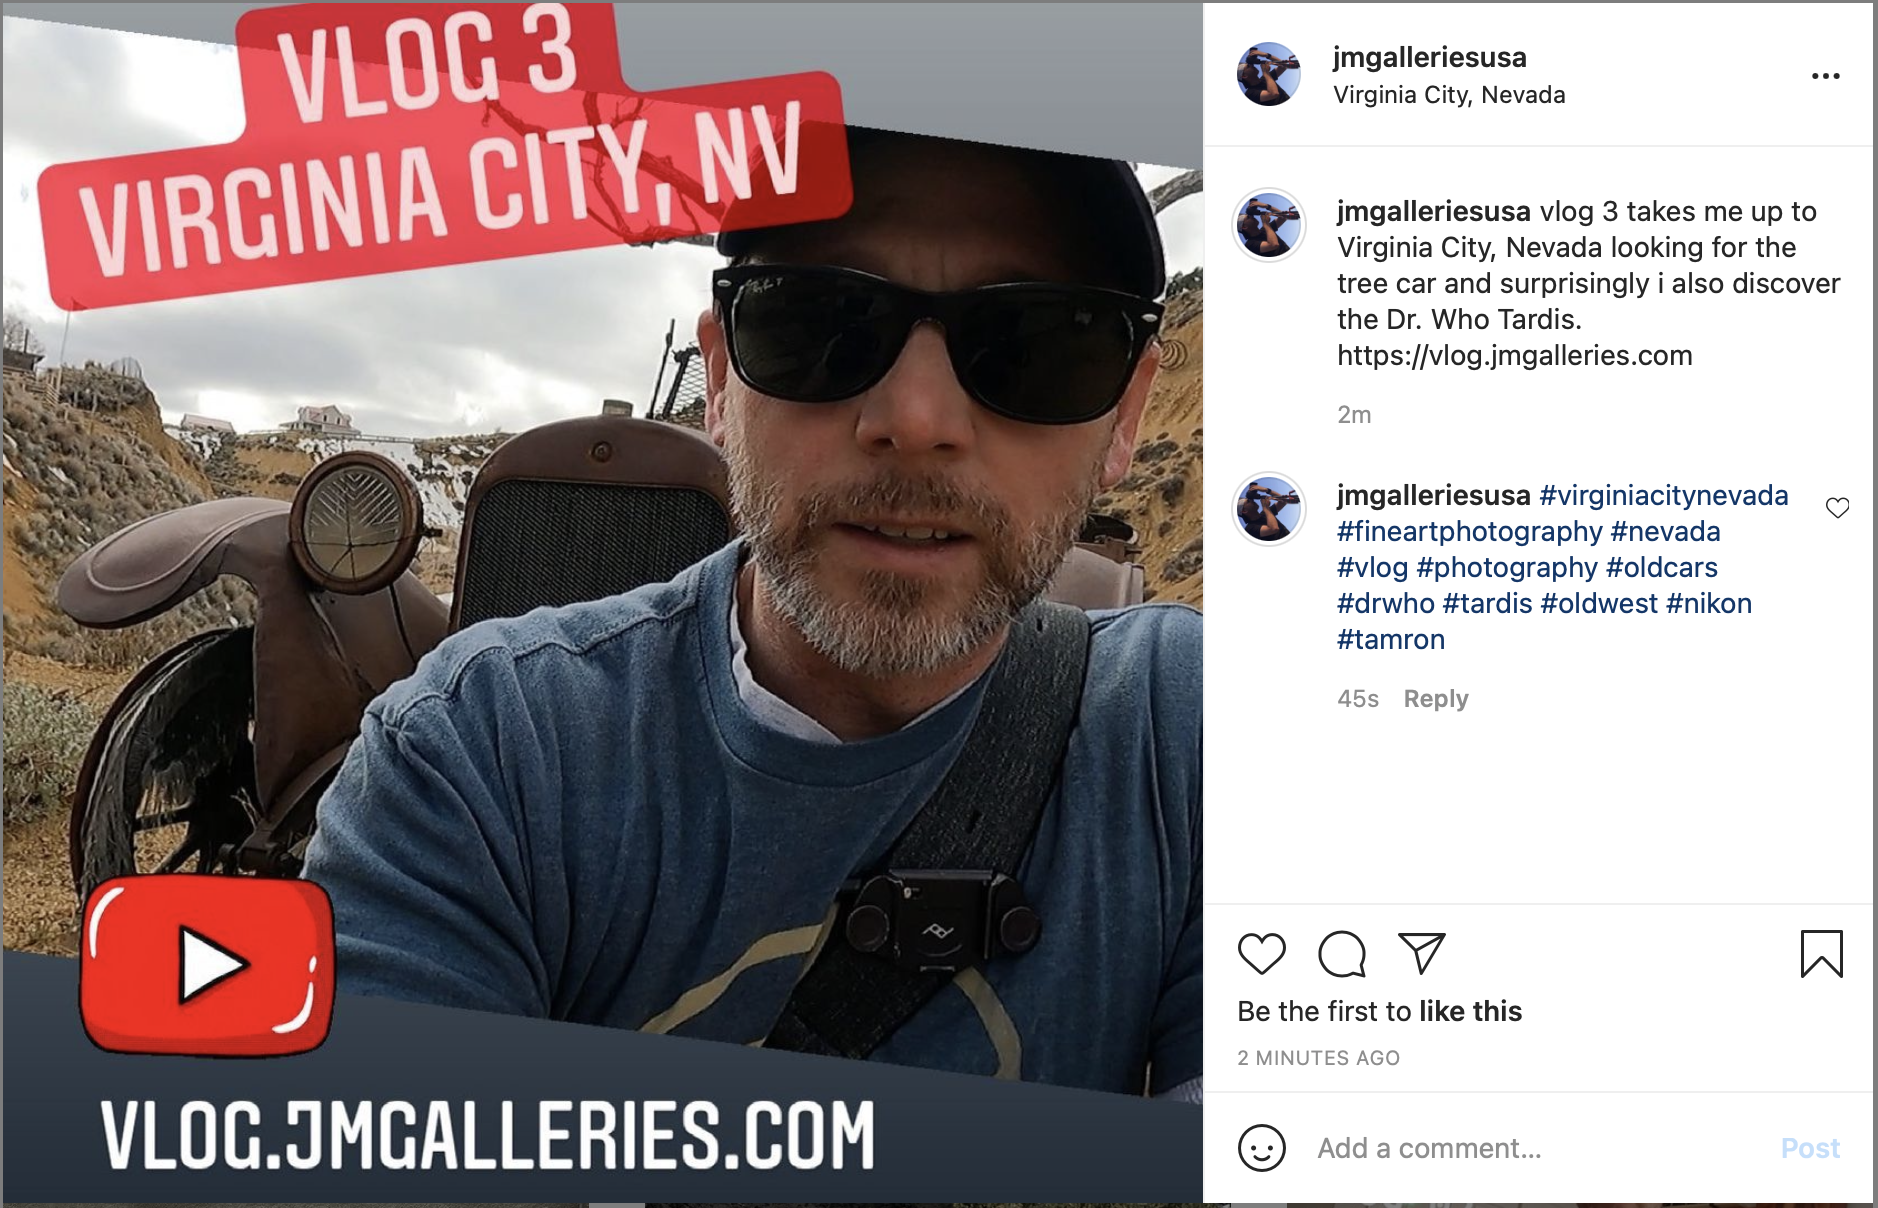 VLOG 3
VIRGINIA CITY, NV
Ray-Ban P
VLOG.JMGALLERIES.COM
jmgalleriesusa
Virginia City, Nevada
jmgalleriesusa vlog 3 takes me up to
Virginia City, Nevada looking for the
tree car and surprisingly i also discover
the Dr. Who Tardis.
https://vlog.jmgalleries.com
2m
jmgalleriesusa #virginiacitynevada
#fineartphotography #nevada
#vlog #photography #oldcars
#drwho #tardis #oldwest #nikon
#tamron
45s Reply
Be the first to like this
2 MINUTES AGO
Add a comment...
Post